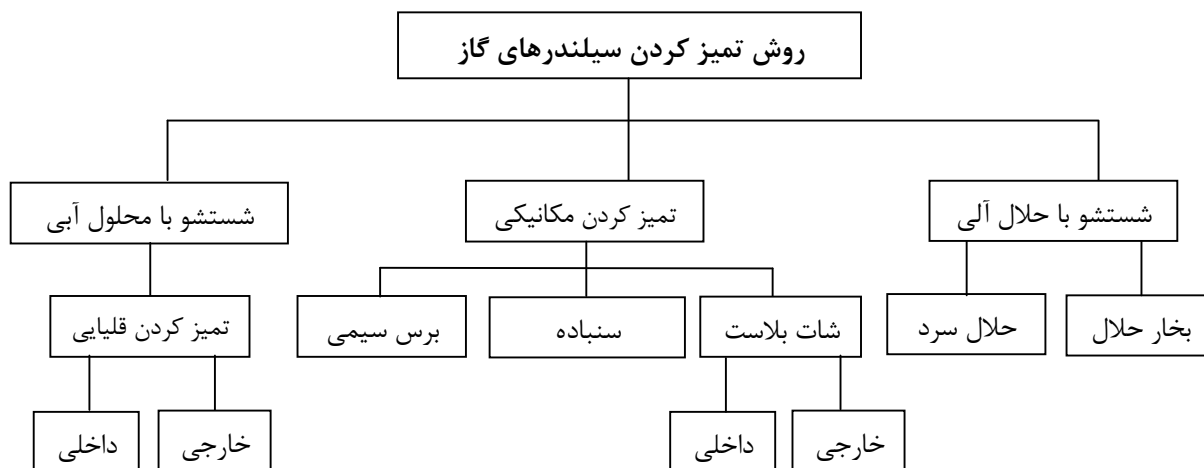 روش تمیز کردن سیلندرهای گاز
شستشو با حلال آلی
تمیز کردن مکانیکی
شستشو با محلول آبی
بخار حلال
حلال سرد
شات بلاست
سنباده
برس سیمی
تمیز کردن قلیایی
خارجی
داخلی
خارجی
داخلی